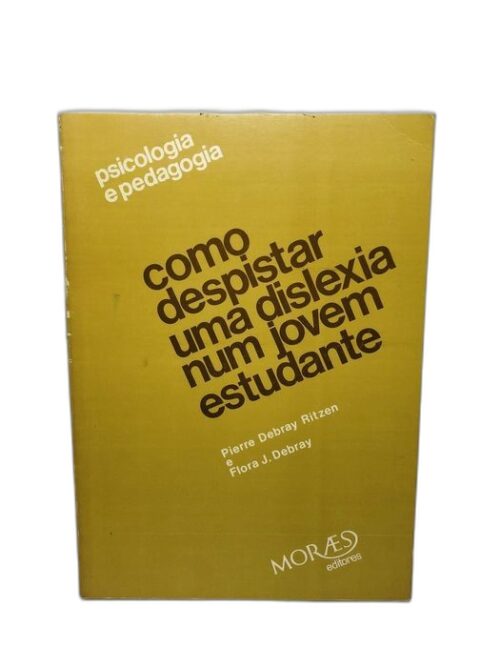 psicologia
e pedagogia
como
despistar
uma dislexia
num jovem
estudante
Pierre Debray Ritzen
e
Flora J. Debray
MORÆS
editores